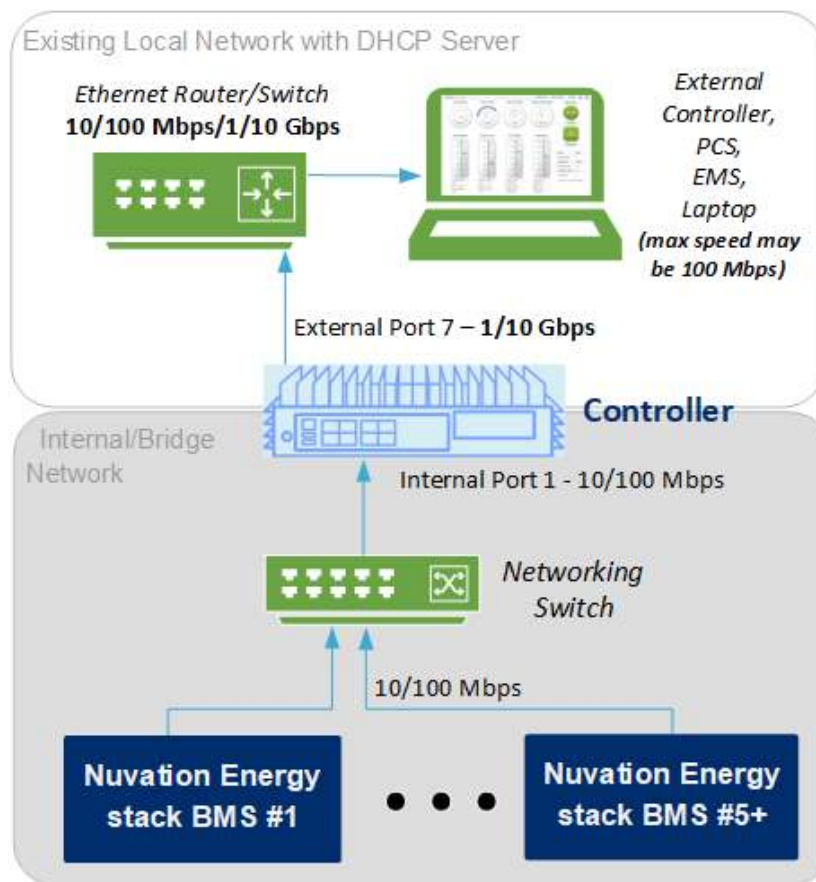 Existing Local Network with DHCP Server
Ethernet Router/Switch
10/100 Mbps/1/10 Gbps
External
Controller,
PCS,
EMS,
Laptop
(max speed may
be 100 Mbps)
External Port 7 – 1/10 Gbps
Controller
Internal/Bridge
Network
Internal Port 1 - 10/100 Mbps
Networking
Switch
10/100 Mbps
Nuvation Energy
stack BMS #1
Nuvation Energy
stack BMS #5+